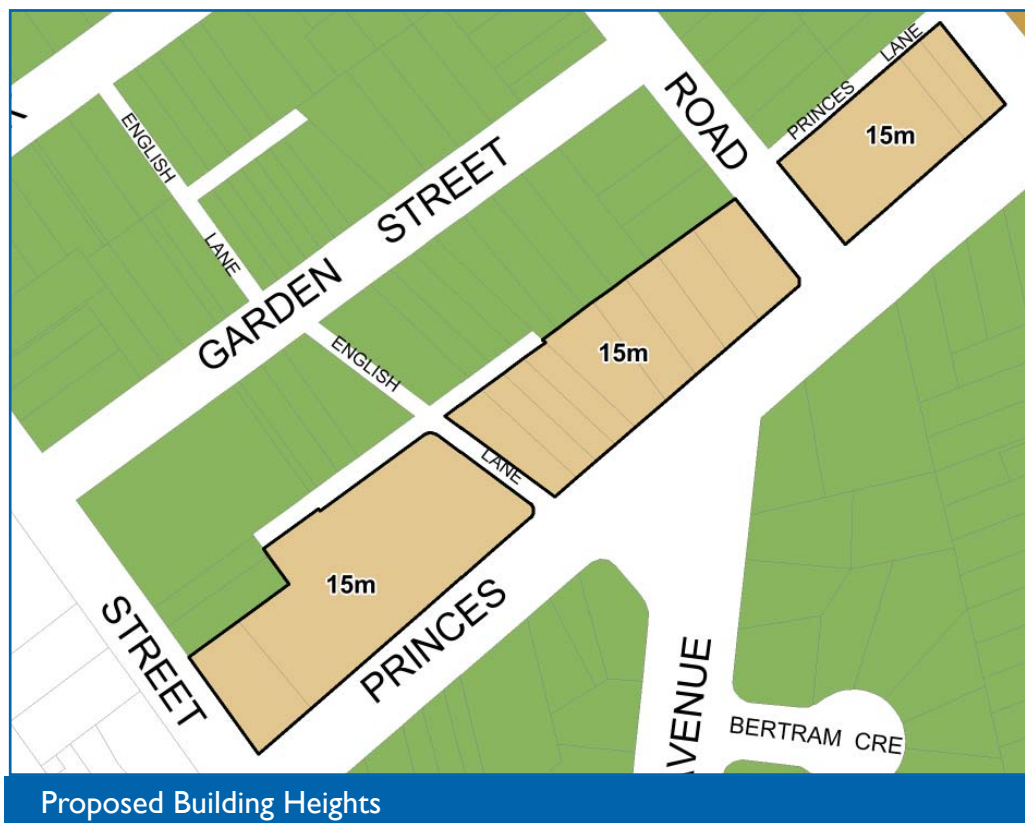 ROAD
PRINCES LANE
15m
ENGLISH LANE
GARDEN STREET
15m
ENGLISH LANE
15m
PRINCES
STREET
AVENUE
BERTRAM CRE
Proposed Building Heights